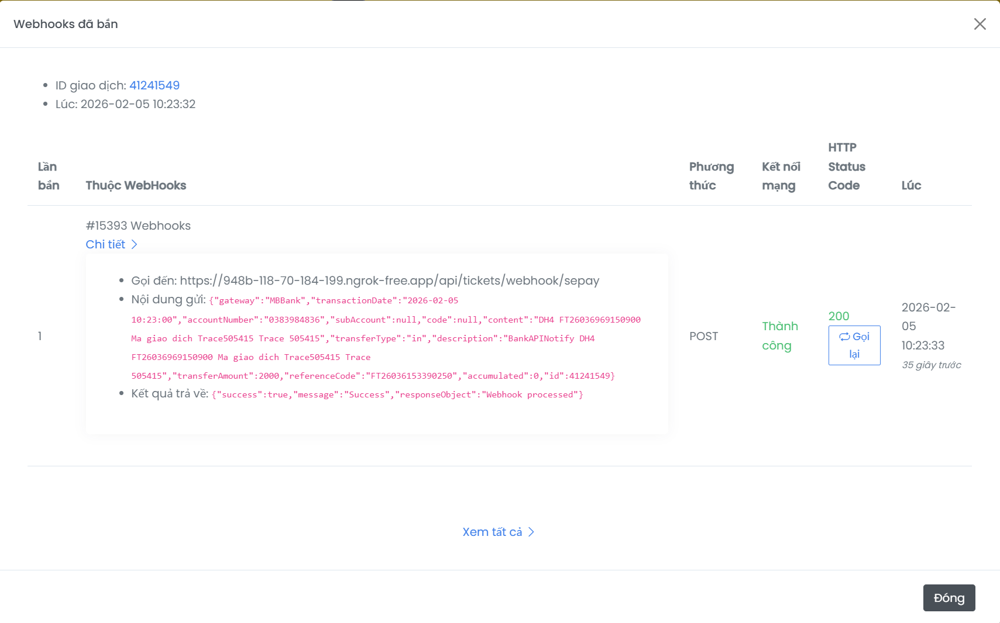 Webhooks đã bắn
ID giao dịch: 41241549
Lúc: 2026-02-05 10:23:32
Lần bắn
Thuộc WebHooks
Phương thức
Kết nối mạng
HTTP Status Code
Lúc
1
#15393 Webhooks
Chi tiết
Gọi đến: https://948b-118-70-184-199.ngrok-free.app/api/tickets/webhook/sepay
Nội dung gửi: {"gateway":"MBBank","transactionDate":"2026-02-05
10:23:00","accountNumber":"0383984836","subAccount":null,"code":null,"content":"DH4 FT26036969150900
Ma giao dich Trace505415 Trace 505415","transferType":"in","description":"BankAPINotify DH4
FT26036969150900 Ma giao dich Trace505415 Trace
505415","transferAmount":2000,"referenceCode":"FT26036153390250","accumulated":0,"id":41241549}
Kết quả trả về: {"success":true,"message":"Success","responseObject":"Webhook processed"}
POST
Thành
công
200
Gọi
lại
2026-02-
05
10:23:33
35 giây trước
Xem tất cả
Đóng